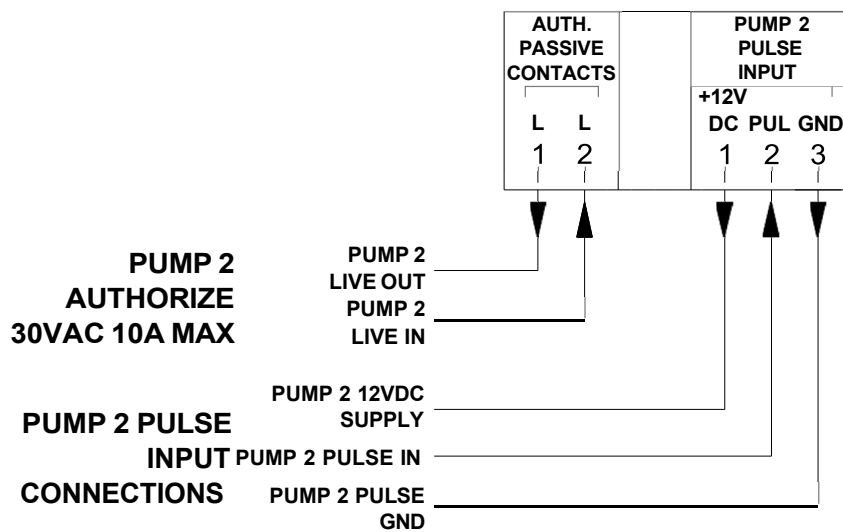 AUTH.
PASSIVE
CONTACTS
L L
1 2
PUMP 2
PULSE
INPUT
+12V
DC PUL GND
1 2 3
PUMP 2
AUTHORIZE
30VAC 10A MAX
PUMP 2
LIVE OUT
PUMP 2
LIVE IN
PUMP 2 PULSE
INPUT
CONNECTIONS
PUMP 2 12VDC
SUPPLY
PUMP 2 PULSE IN
PUMP 2 PULSE
GND